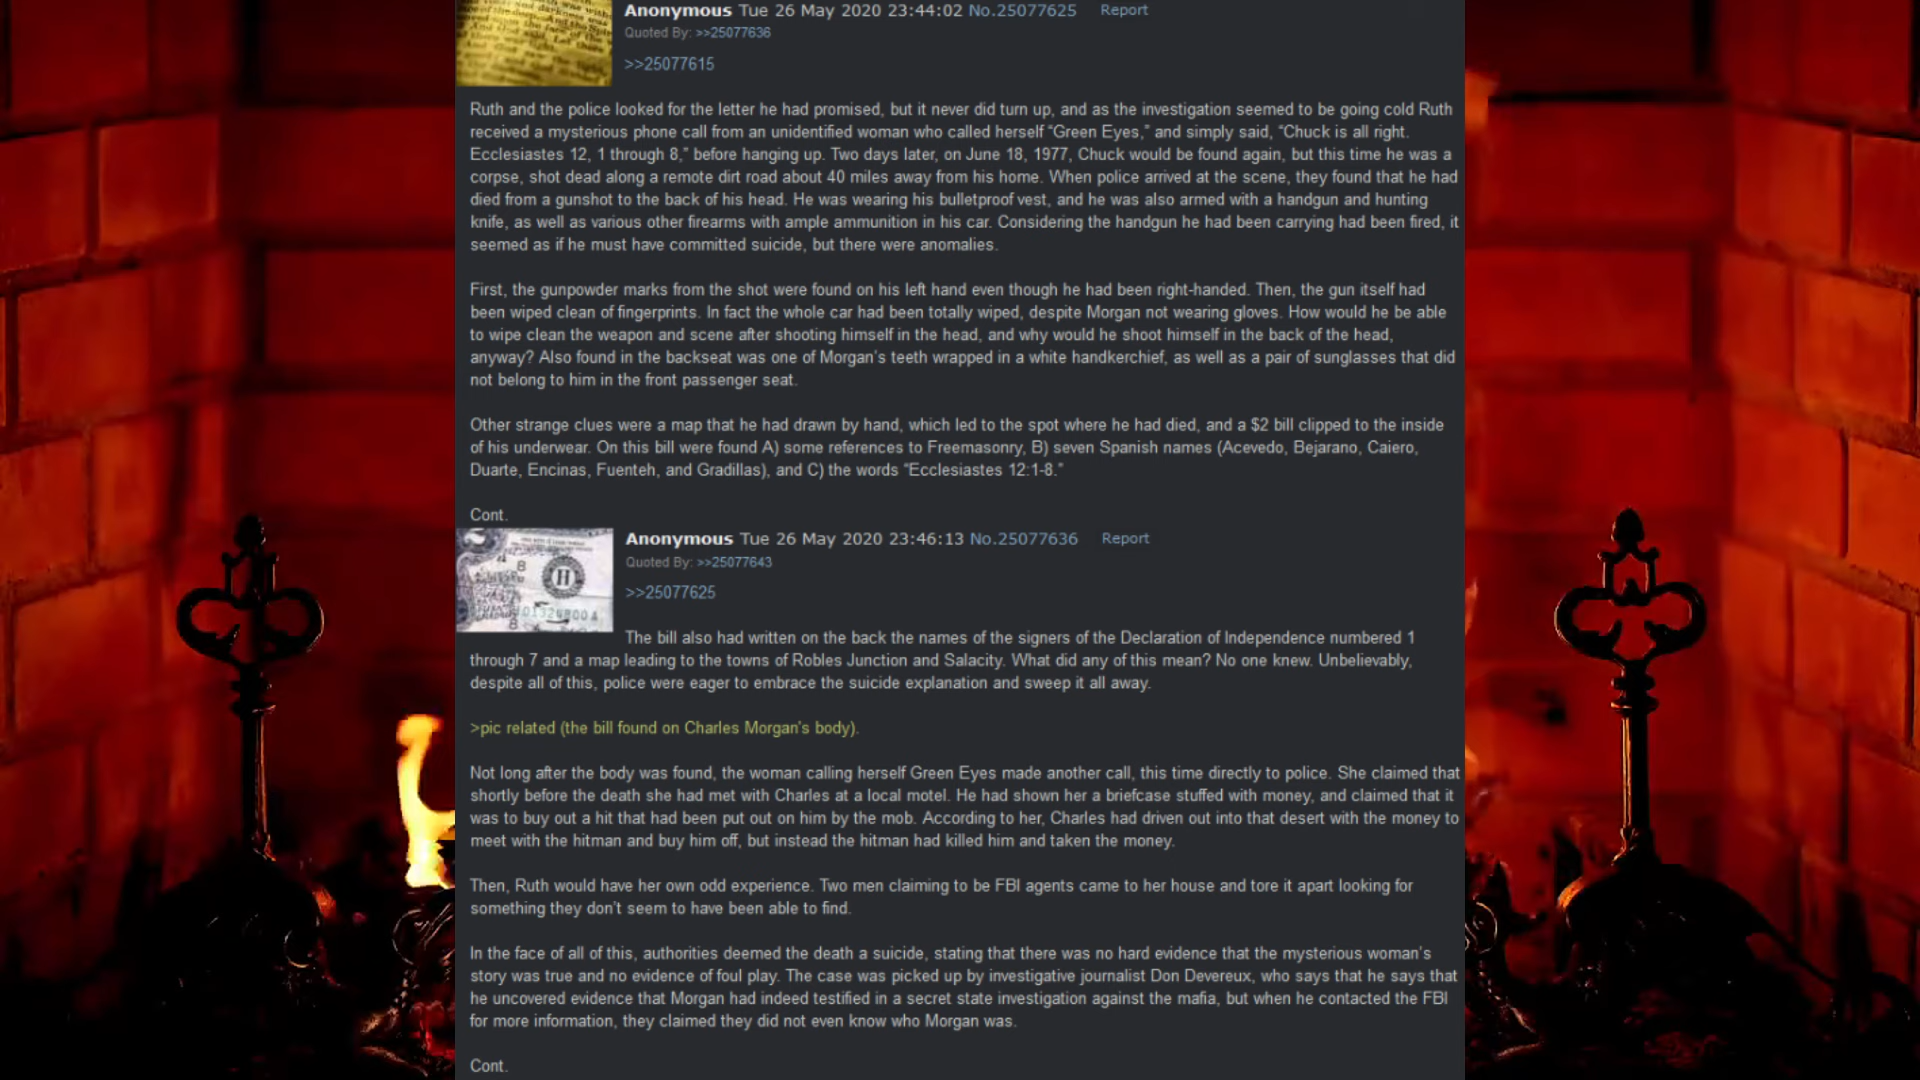 Anonymous Tue 26 May 2020 23:44:02 No.25077625 Report
Quoted By: >>25077636
>>25077615
Ruth and the police looked for the letter he had promised, but it never did turn up, and as the investigation seemed to be going cold Ruth
received a mysterious phone call from an unidentified woman who called herself “Green Eyes,” and simply said, “Chuck is all right.
Ecclesiastes 12, 1 through 8,” before hanging up. Two days later, on June 18, 1977, Chuck would be found again, but this time he was a
corpse, shot dead along a remote dirt road about 40 miles away from his home. When police arrived at the scene, they found that he had
died from a gunshot to the back of his head. He was wearing his bulletproof vest, and he was also armed with a handgun and hunting
knife, as well as various other firearms with ample ammunition in his car. Considering the handgun he had been carrying had been fired, it
seemed as if he must have committed suicide, but there were anomalies.
First, the gunpowder marks from the shot were found on his left hand even though he had been right-handed. Then, the gun itself had
been wiped clean of fingerprints. In fact the whole car had been totally wiped, despite Morgan not wearing gloves. How would he be able
to wipe clean the weapon and scene after shooting himself in the head, and why would he shoot himself in the back of the head,
anyway? Also found in the backseat was one of Morgan’s teeth wrapped in a white handkerchief, as well as a pair of sunglasses that did
not belong to him in the front passenger seat.
Other strange clues were a map that he had drawn by hand, which led to the spot where he had died, and a $2 bill clipped to the inside
of his underwear. On this bill were found A) some references to Freemasonry, B) seven Spanish names (Acevedo, Bejarano, Caiero,
Duarte, Encinas, Fuenteh, and Gradillas), and C) the words “Ecclesiastes 12:1-8.”
Cont.
Anonymous Tue 26 May 2020 23:46:13 No.25077636 Report
Quoted By: >>25077643
>>25077625
The bill also had written on the back the names of the signers of the Declaration of Independence numbered 1
through 7 and a map leading to the towns of Robles Junction and Salacity. What did any of this mean? No one knew. Unbelievably,
despite all of this, police were eager to embrace the suicide explanation and sweep it all away.
>pic related (the bill found on Charles Morgan's body).
Not long after the body was found, the woman calling herself Green Eyes made another call, this time directly to police. She claimed that
shortly before the death she had met with Charles at a local motel. He had shown her a briefcase stuffed with money, and claimed that it
was to buy out a hit that had been put out on him by the mob. According to her, Charles had driven out into that desert with the money to
meet with the hitman and buy him off, but instead the hitman had killed him and taken the money.
Then, Ruth would have her own odd experience. Two men claiming to be FBI agents came to her house and tore it apart looking for
something they don’t seem to have been able to find.
In the face of all of this, authorities deemed the death a suicide, stating that there was no hard evidence that the mysterious woman’s
story was true and no evidence of foul play. The case was picked up by investigative journalist Don Devereux, who says that he says that
he uncovered evidence that Morgan had indeed testified in a secret state investigation against the mafia, but when he contacted the FBI
for more information, they claimed they did not even know who Morgan was.
Cont.